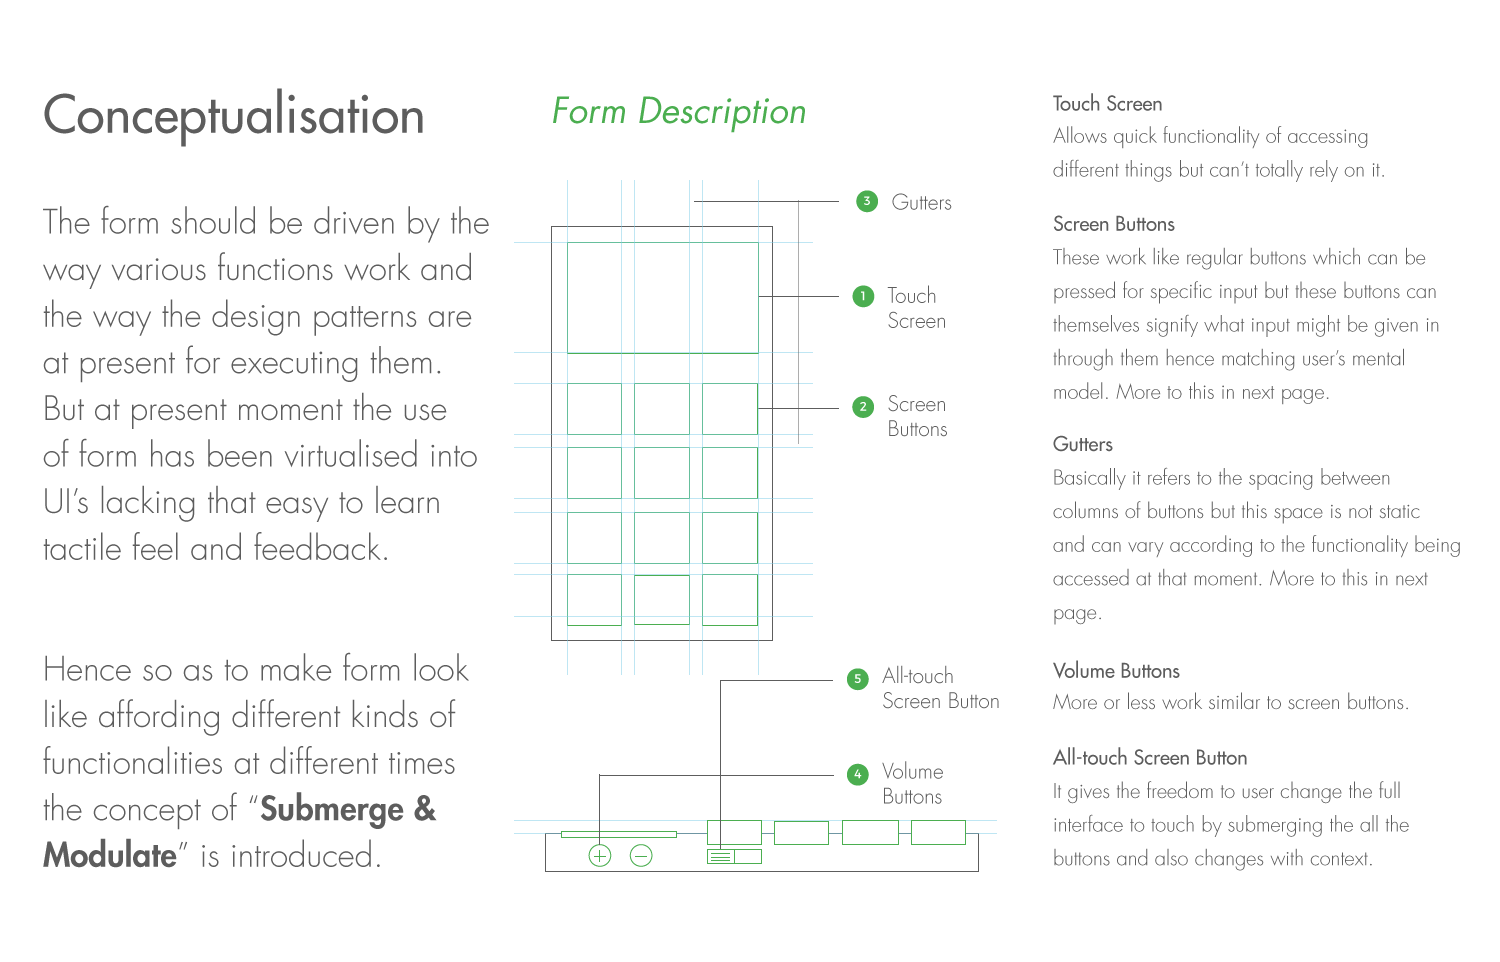 Conceptualisation
The form should be driven by the
way various functions work and
the way the design patterns are
at present for executing them.
But at present moment the use
of form has been virtualised into
UI’s lacking that easy to learn
tactile feel and feedback.
Hence so as to make form look
like affording different kinds of
functionalities at different times
the concept of “Submerge &
Modulate” is introduced.
Form Description
3 Gutters
1 Touch
Screen
2 Screen
Buttons
5 All-touch
Screen Button
4 Volume
Buttons
Touch Screen
Allows quick functionality of accessing
different things but can’t totally rely on it.
Screen Buttons
These work like regular buttons which can be
pressed for specific input but these buttons can
themselves signify what input might be given in
through them hence matching user’s mental
model. More to this in next page.
Gutters
Basically it refers to the spacing between
columns of buttons but this space is not static
and can vary according to the functionality being
accessed at that moment. More to this in next
page.
Volume Buttons
More or less work similar to screen buttons.
All-touch Screen Button
It gives the freedom to user change the full
interface to touch by submerging the all the
buttons and also changes with context.